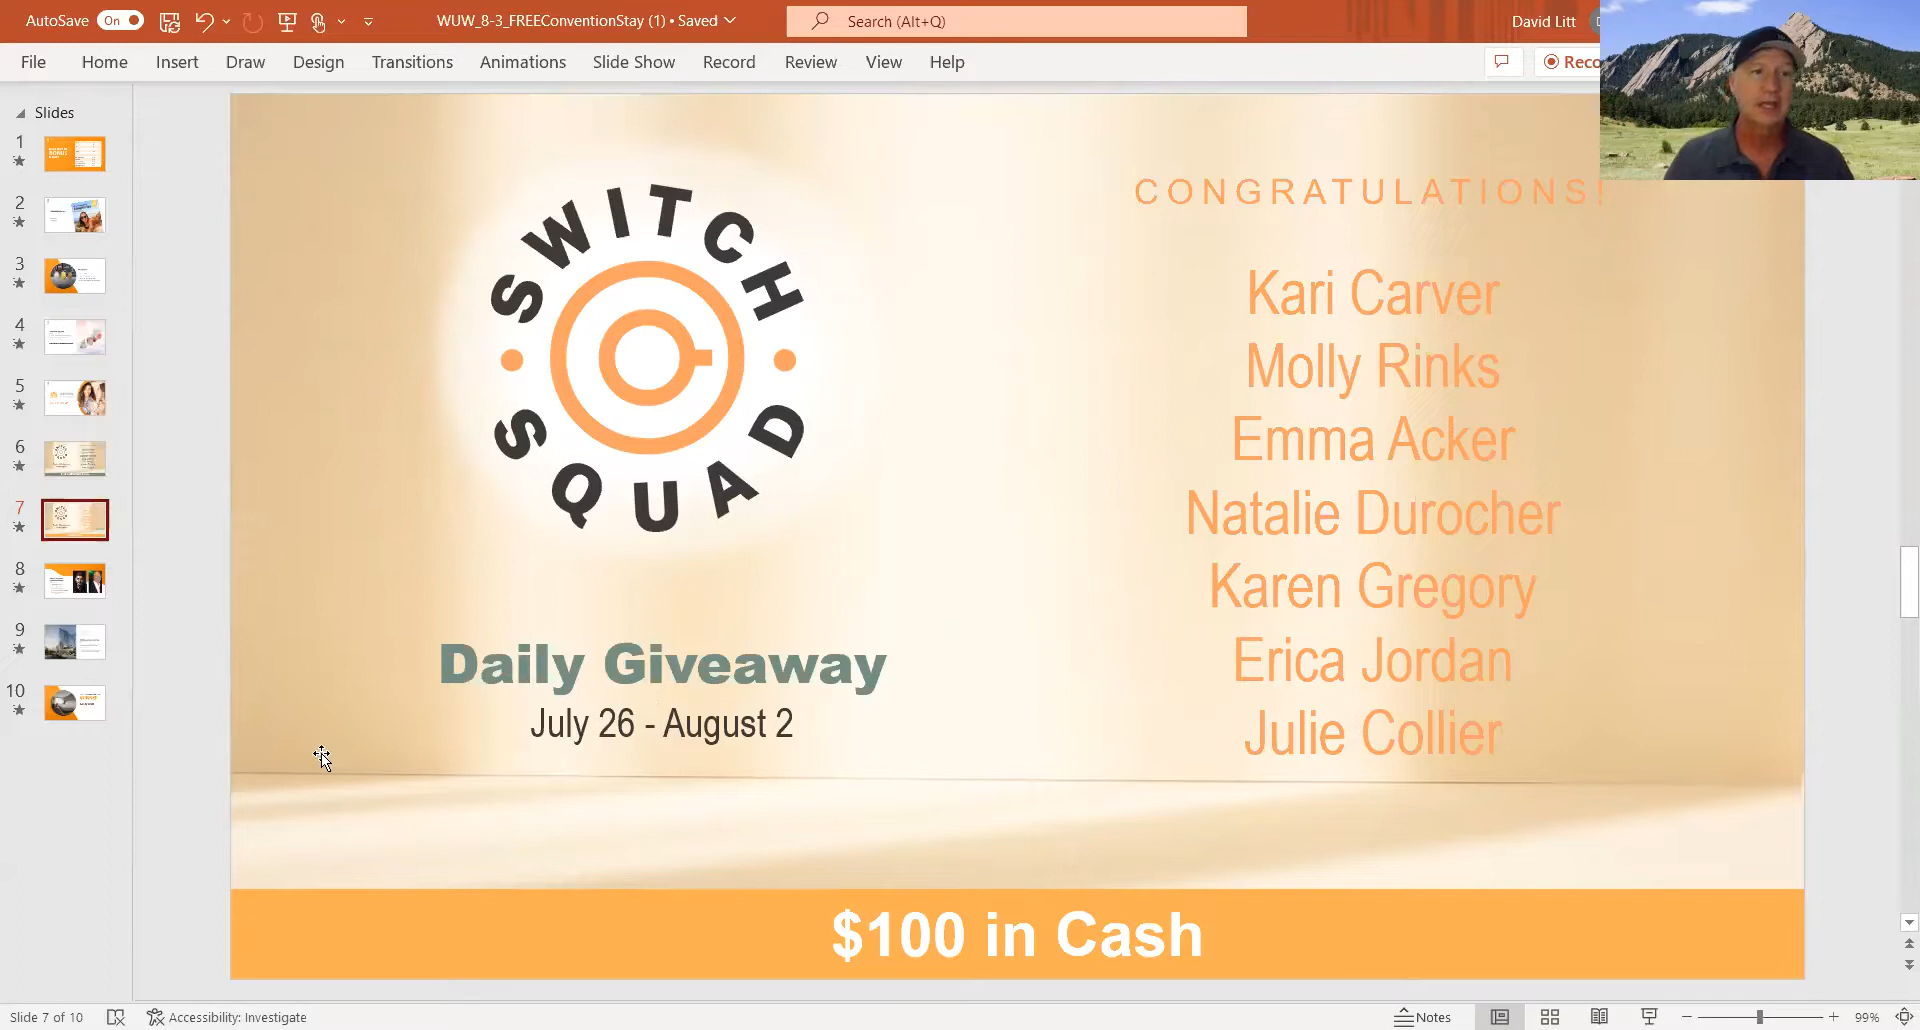 AutoSave On WUW_8-3_FREEConventionStay (1) • Saved Search (Alt+Q) David Litt
File Home Insert Draw Design Transitions Animations Slide Show Record Review View Help
Slides
1
2
3
4
5
6
7
8
9
10
SWITCH
SQUAD
Daily Giveaway
July 26 - August 2
CONGRATULATIONS!
Kari Carver
Molly Rinks
Emma Acker
Natalie Durocher
Karen Gregory
Erica Jordan
Julie Collier
$100 in Cash
Slide 7 of 10 Accessibility: Investigate Notes 99%